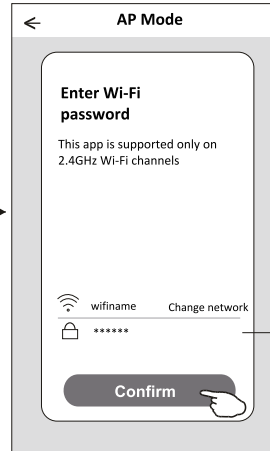 AP Mode
Enter Wi-Fi
password
This app is supported only on
2.4GHz Wi-Fi channels
wifiname Change network
******
Confirm